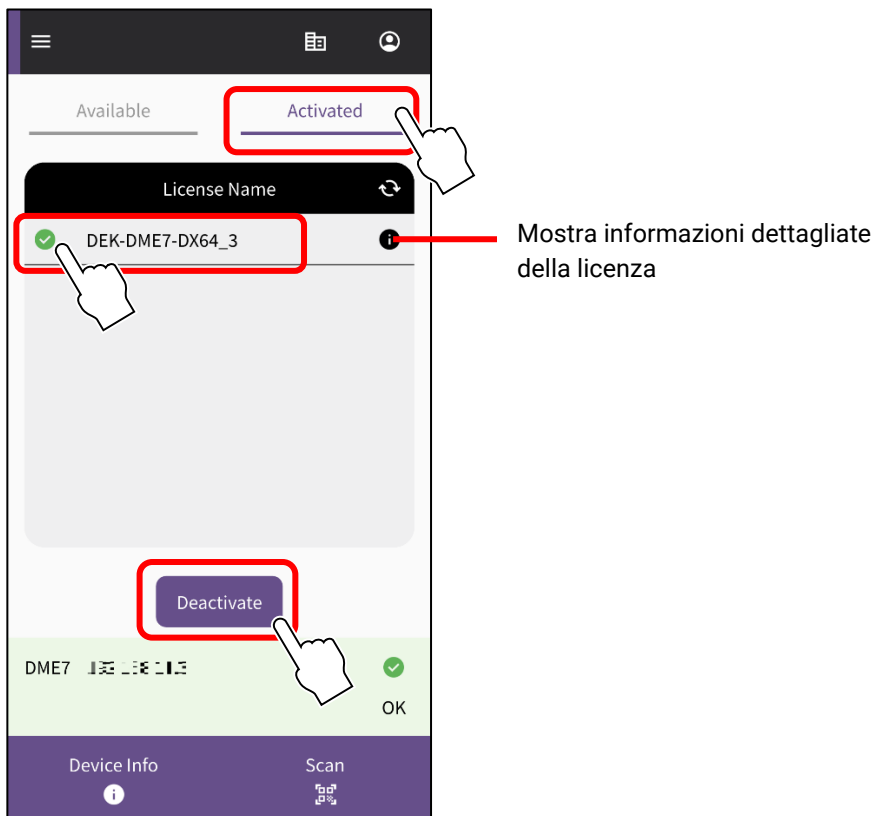 Available Activated
License Name
DEK-DME7-DX64_3
Mostra informazioni dettagliate
della licenza
Deactivate
DME7
OK
Device Info Scan